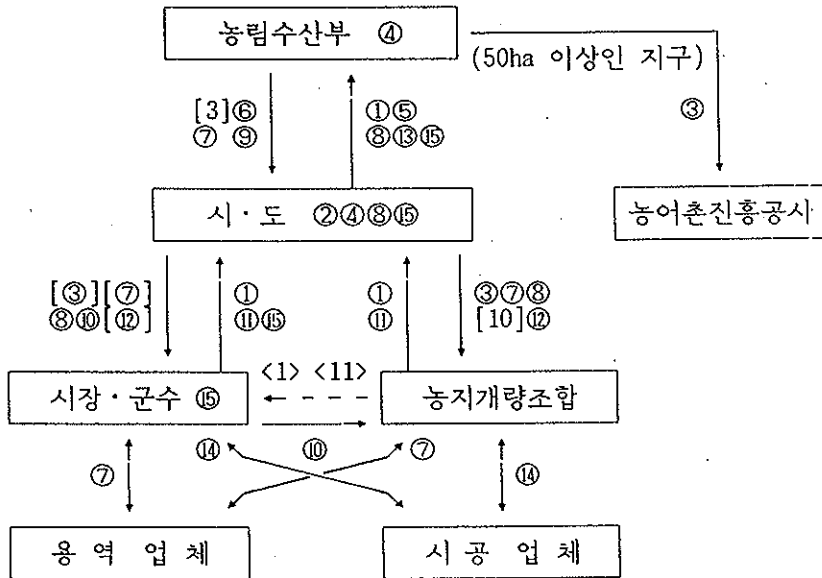 농림수산부 ④
(50ha 이상인 지구)
[3]⑥
⑦ ⑨
①⑤
⑧⑬⑮
③
시·도 ②④⑧⑮
농어촌진흥공사
[③][⑦]
⑧⑩[⑫]
①
⑪⑮
①
⑪
③⑦⑧
[10]⑫
<1> <11>
시장·군수 ⑮
농지개량조합
⑦
⑭
⑩
⑦
⑭
용역업체
시공 업체